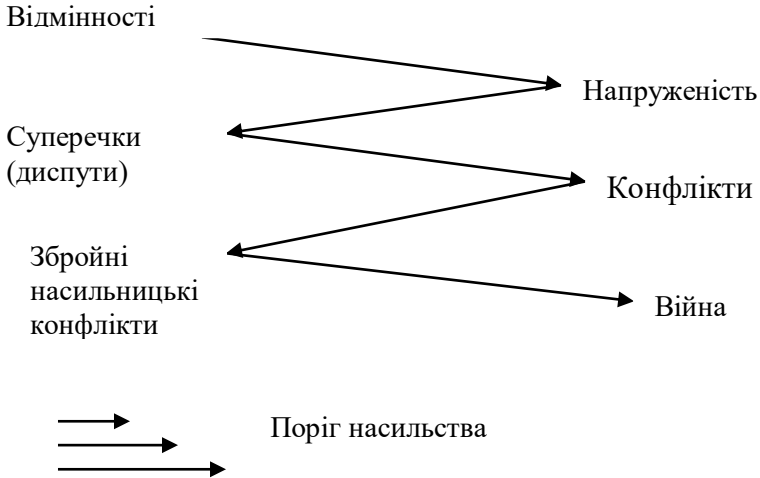 Відмінності
Напруженість
Суперечки
(диспути)
Конфлікти
Збройні
насильницькі
конфлікти
Війна
Поріг насильства